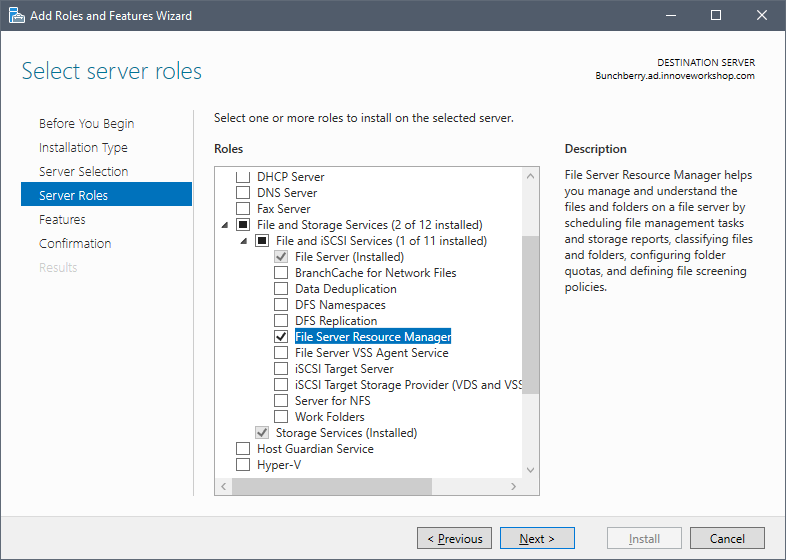 Add Roles and Features Wizard
Select server roles
DESTINATION SERVER
Bunchberry.ad.innoveworkshop.com
Before You Begin
Installation Type
Server Selection
Server Roles
Features
Confirmation
Results
Select one or more roles to install on the selected server.
Roles
DHCP Server
DNS Server
Fax Server
File and Storage Services (2 of 12 installed)
File and iSCSI Services (1 of 11 installed)
File Server (Installed)
BranchCache for Network Files
Data Deduplication
DFS Namespaces
DFS Replication
File Server Resource Manager
File Server VSS Agent Service
iSCSI Target Server
iSCSI Target Storage Provider (VDS and VSS
Server for NFS
Work Folders
Storage Services (Installed)
Host Guardian Service
Hyper-V
Description
File Server Resource Manager helps
you manage and understand the
files and folders on a file server by
scheduling file management tasks
and storage reports, classifying files
and folders, configuring folder
quotas, and defining file screening
policies.
< Previous
Next >
Install
Cancel